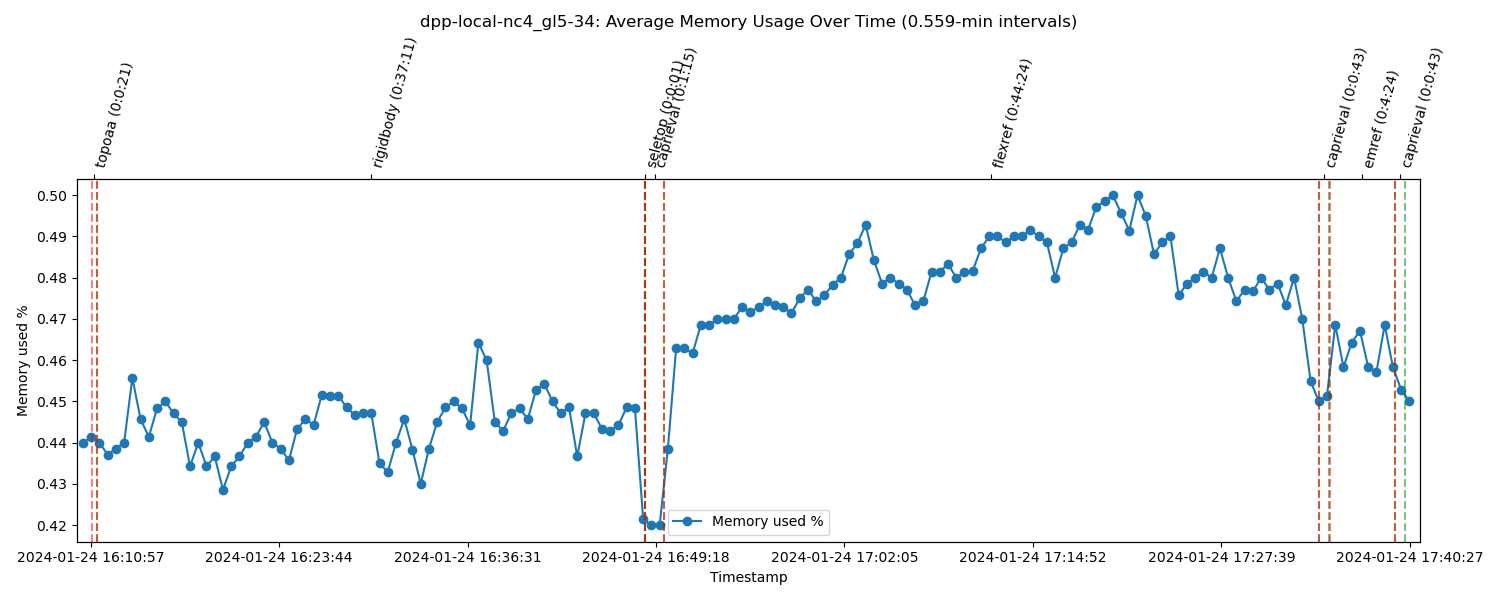 dpp-local-nc4_gl5-34: Average Memory Usage Over Time (0.559-min intervals)
topoaa (0:0:21)
rigidbody (0:37:11)
seletop (0:0:01)
caprieval (0:1:15)
flexref (0:44:24)
caprieval (0:0:43)
emref (0:4:24)
caprieval (0:0:43)
Memory used %
0.50
0.49
0.48
0.47
0.46
0.45
0.44
0.43
0.42
Memory used %
2024-01-24 16:10:57
2024-01-24 16:23:44
2024-01-24 16:36:31
2024-01-24 16:49:18
2024-01-24 17:02:05
2024-01-24 17:14:52
2024-01-24 17:27:39
2024-01-24 17:40:27
Timestamp